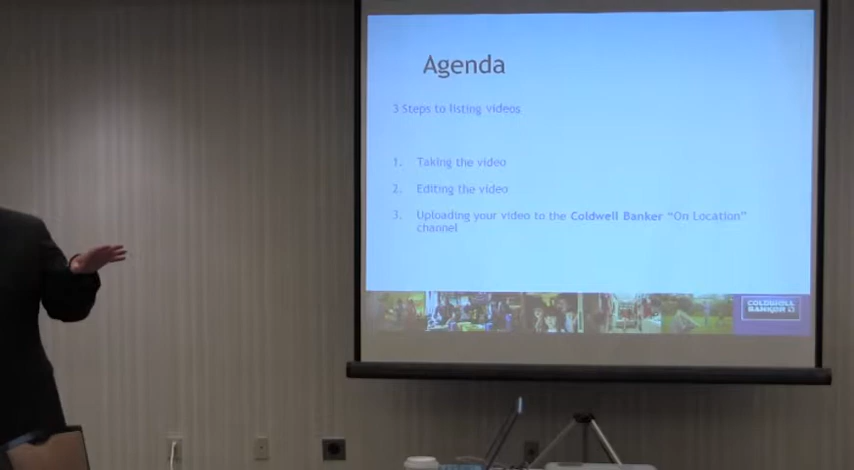 Agenda
3 Steps to listing videos
1. Taking the video
2. Editing the video
3. Uploading your video to the Coldwell Banker "On Location"
channel
COLDWELL
BANKER